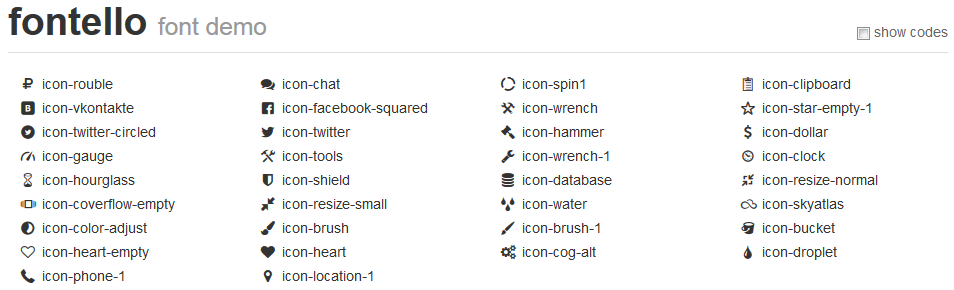 fontello font demo
show codes
icon-rouble icon-chat icon-spin1 icon-clipboard
icon-vkontakte icon-facebook-squared icon-wrench icon-star-empty-1
icon-twitter-circled icon-twitter icon-hammer icon-dollar
icon-gauge icon-tools icon-wrench-1 icon-clock
icon-hourglass icon-shield icon-database icon-resize-normal
icon-coverflow-empty icon-resize-small icon-water icon-skyatlas
icon-color-adjust icon-brush icon-brush-1 icon-bucket
icon-heart-empty icon-heart icon-cog-alt icon-droplet
icon-phone-1 icon-location-1